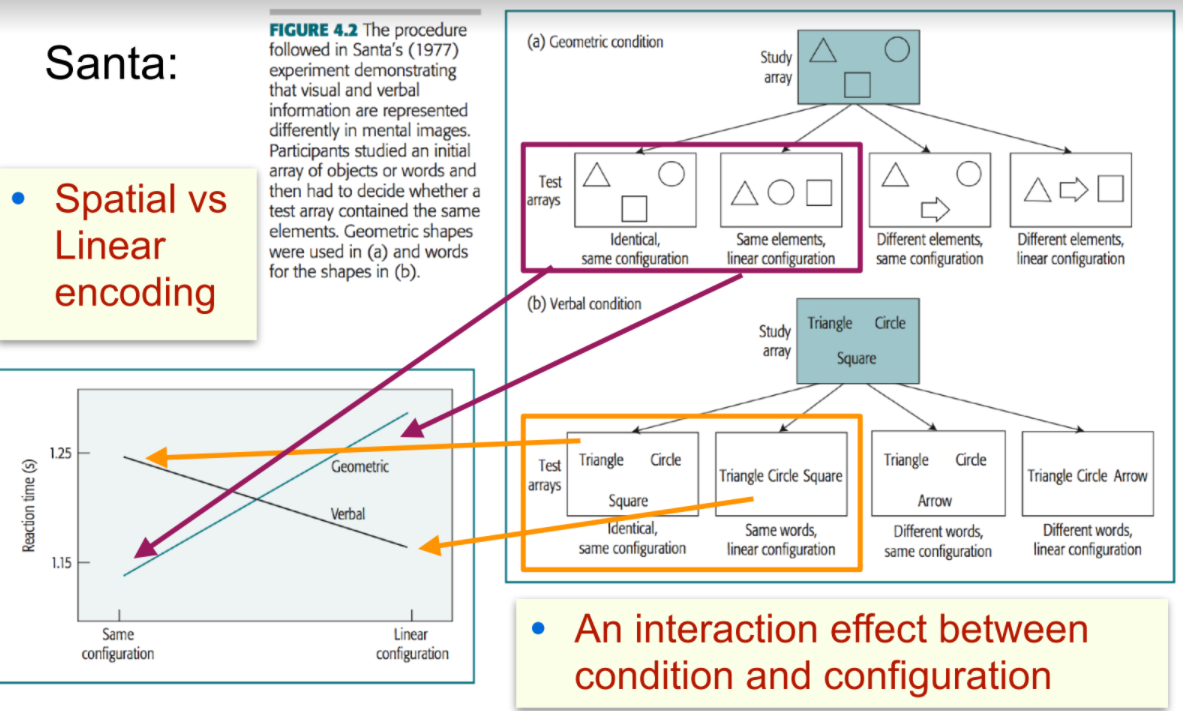 Santa:
• Spatial vs
Linear
encoding
FIGURE 4.2 The procedure
followed in Santa's (1977)
experiment demonstrating
that visual and verbal
information are represented
differently in mental images.
Participants studied an initial
array of objects or words and
then had to decide whether a
test array contained the same
elements. Geometric shapes
were used in (a) and words
for the shapes in (b).
(a) Geometric condition
Study
array
Test
arrays
Identical,
same configuration
Same elements,
linear configuration
Different elements,
same configuration
Different elements,
linear configuration
(b) Verbal condition
Study
array
Triangle Circle
Square
Test
arrays
Triangle Circle
Square
Identical,
same configuration
Triangle Circle Square
Same words,
linear configuration
Triangle Circle
Arrow
Different words,
same configuration
Triangle Circle Arrow
Different words,
linear configuration
Reaction time (s)
1.25
1.15
Geometric
Verbal
Same
configuration
Linear
configuration
• An interaction effect between
condition and configuration